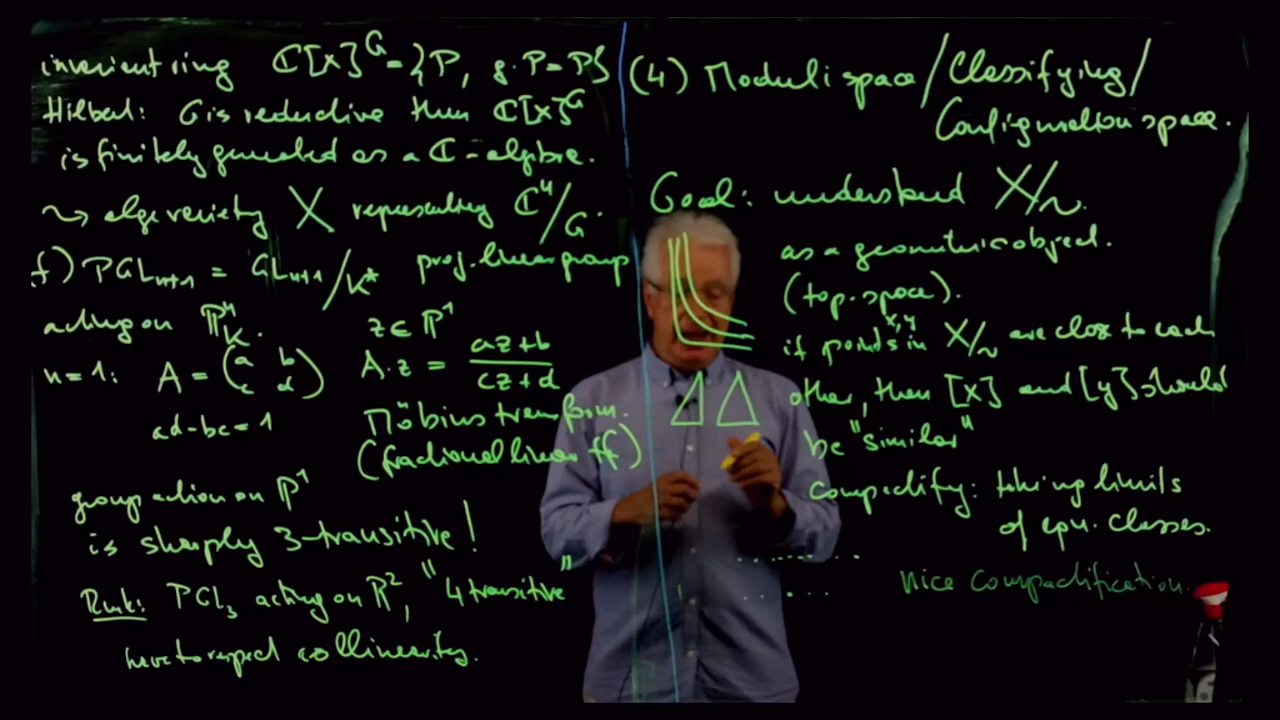 invariant ring ℂ[X]^G = {P, g.P = P}
Hilbert: G is reductive then ℂ[X]^G
is finitely generated as a ℂ-algebra.
⇝ alg. variety X representing ℂ^4/G.
f) PGL_{n+1} = GL_{n+1}/K* proj. linear group
acting on ℙ^n_K. z ∈ ℙ^1
n=1: A = (a b c d) A.z = (az+b)/(cz+d)
ad-bc=1 Möbius transform.
(fractional linear tf)
group action on ℙ^1
is sharply 3-transitive!
Rmk: PGL_3 acting on ℝ^2, "4 transitive"
have to respect collinearity.
(4) Moduli space/Classifying/
Configuration space.
Goal: understand X/~
as a geometric object.
(top. space).
if points x,y in X/~ are close to each
other, then [x] and [y] should
be "similar"
compactify: taking limits
of equ. classes.
nice compactification.